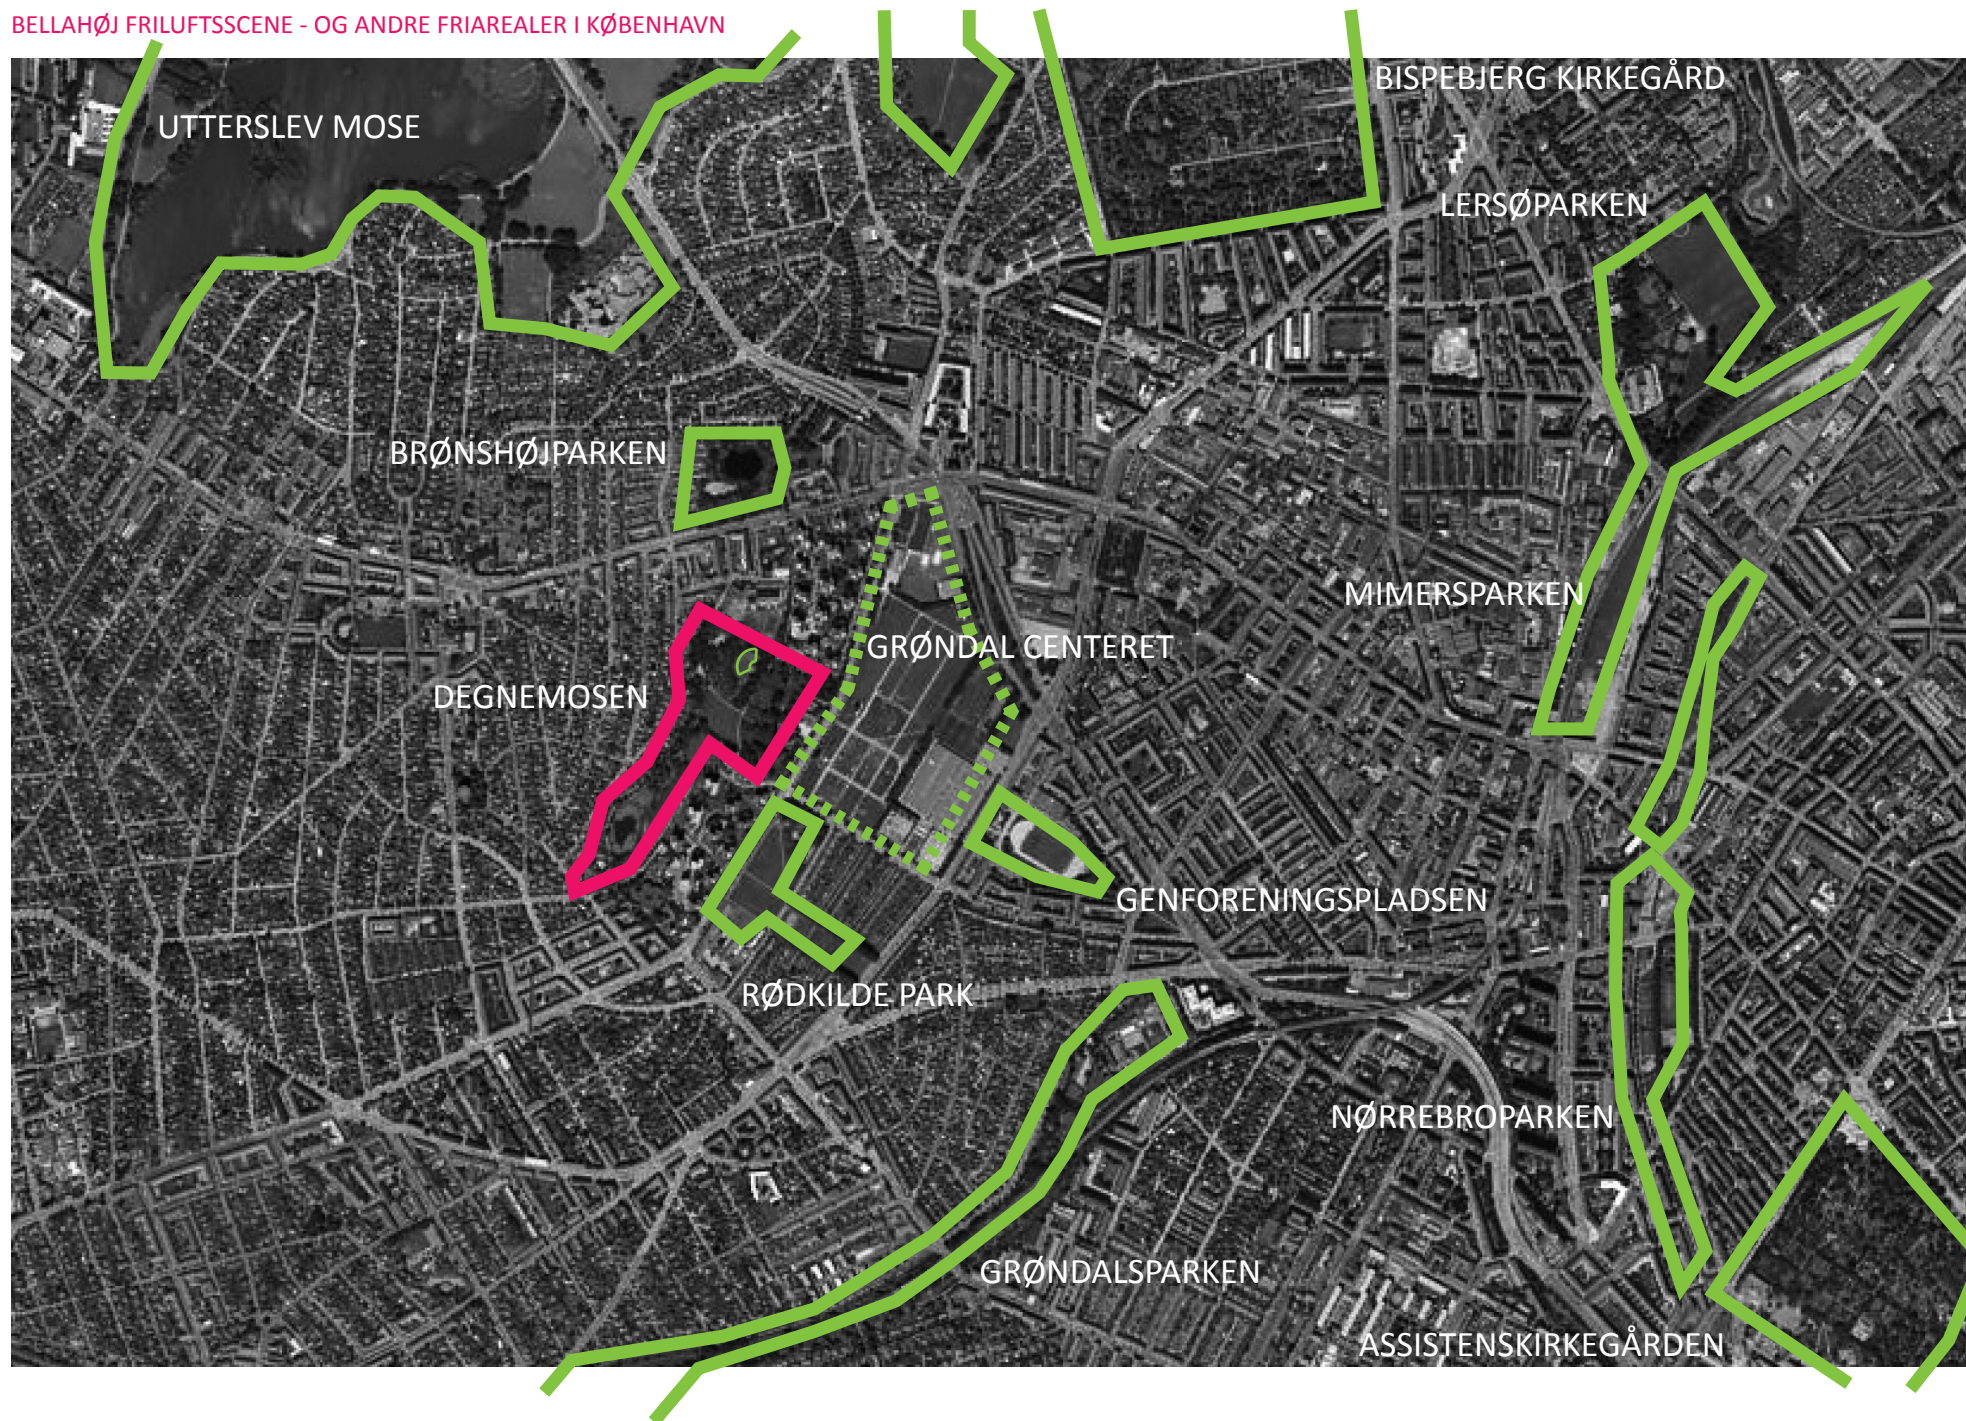 BELLAHØJ FRILUFTSSCENE - OG ANDRE FRIAREALER I KØBENHAVN
BISPEBJERG KIRKEGÅRD
UTTERSLEV MOSE
LERSØPARKEN
BRØNSHØJPARKEN
MIMERSPARKEN
GRØNDAL CENTERET
DEGNEMOSEN
GENFORENINGSPLADSEN
RØDKILDE PARK
NØRREBROPARKEN
GRØNDALSPARKEN
ASSISTENSKIRKEGÅRDEN